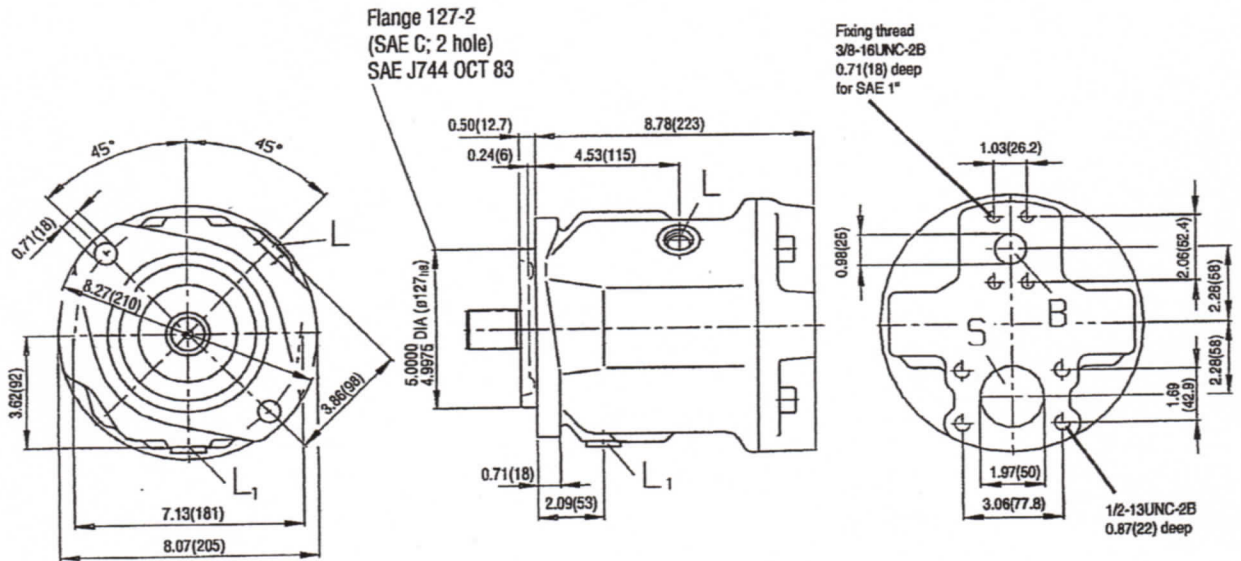 Flange 127-2
(SAE C; 2 hole)
SAE J744 OCT 83
Fixing thread
3/8-16UNC-2B
0.71(18) deep
for SAE 1"
45°
45°
0.71(18)
L
8.27(210)
3.62(92)
3.86(98)
L1
7.13(181)
8.07(205)
0.50(12.7)
8.78(223)
0.24(6)
4.53(115)
L
5.0000
4.9975 DIA (ø127h8)
0.71(18)
2.09(53)
L1
1.03(26.2)
0.98(25)
2.06(52.4)
2.28(58)
B
S
2.28(58)
1.69
(42.9)
1.97(50)
3.06(77.8)
1/2-13UNC-2B
0.87(22) deep